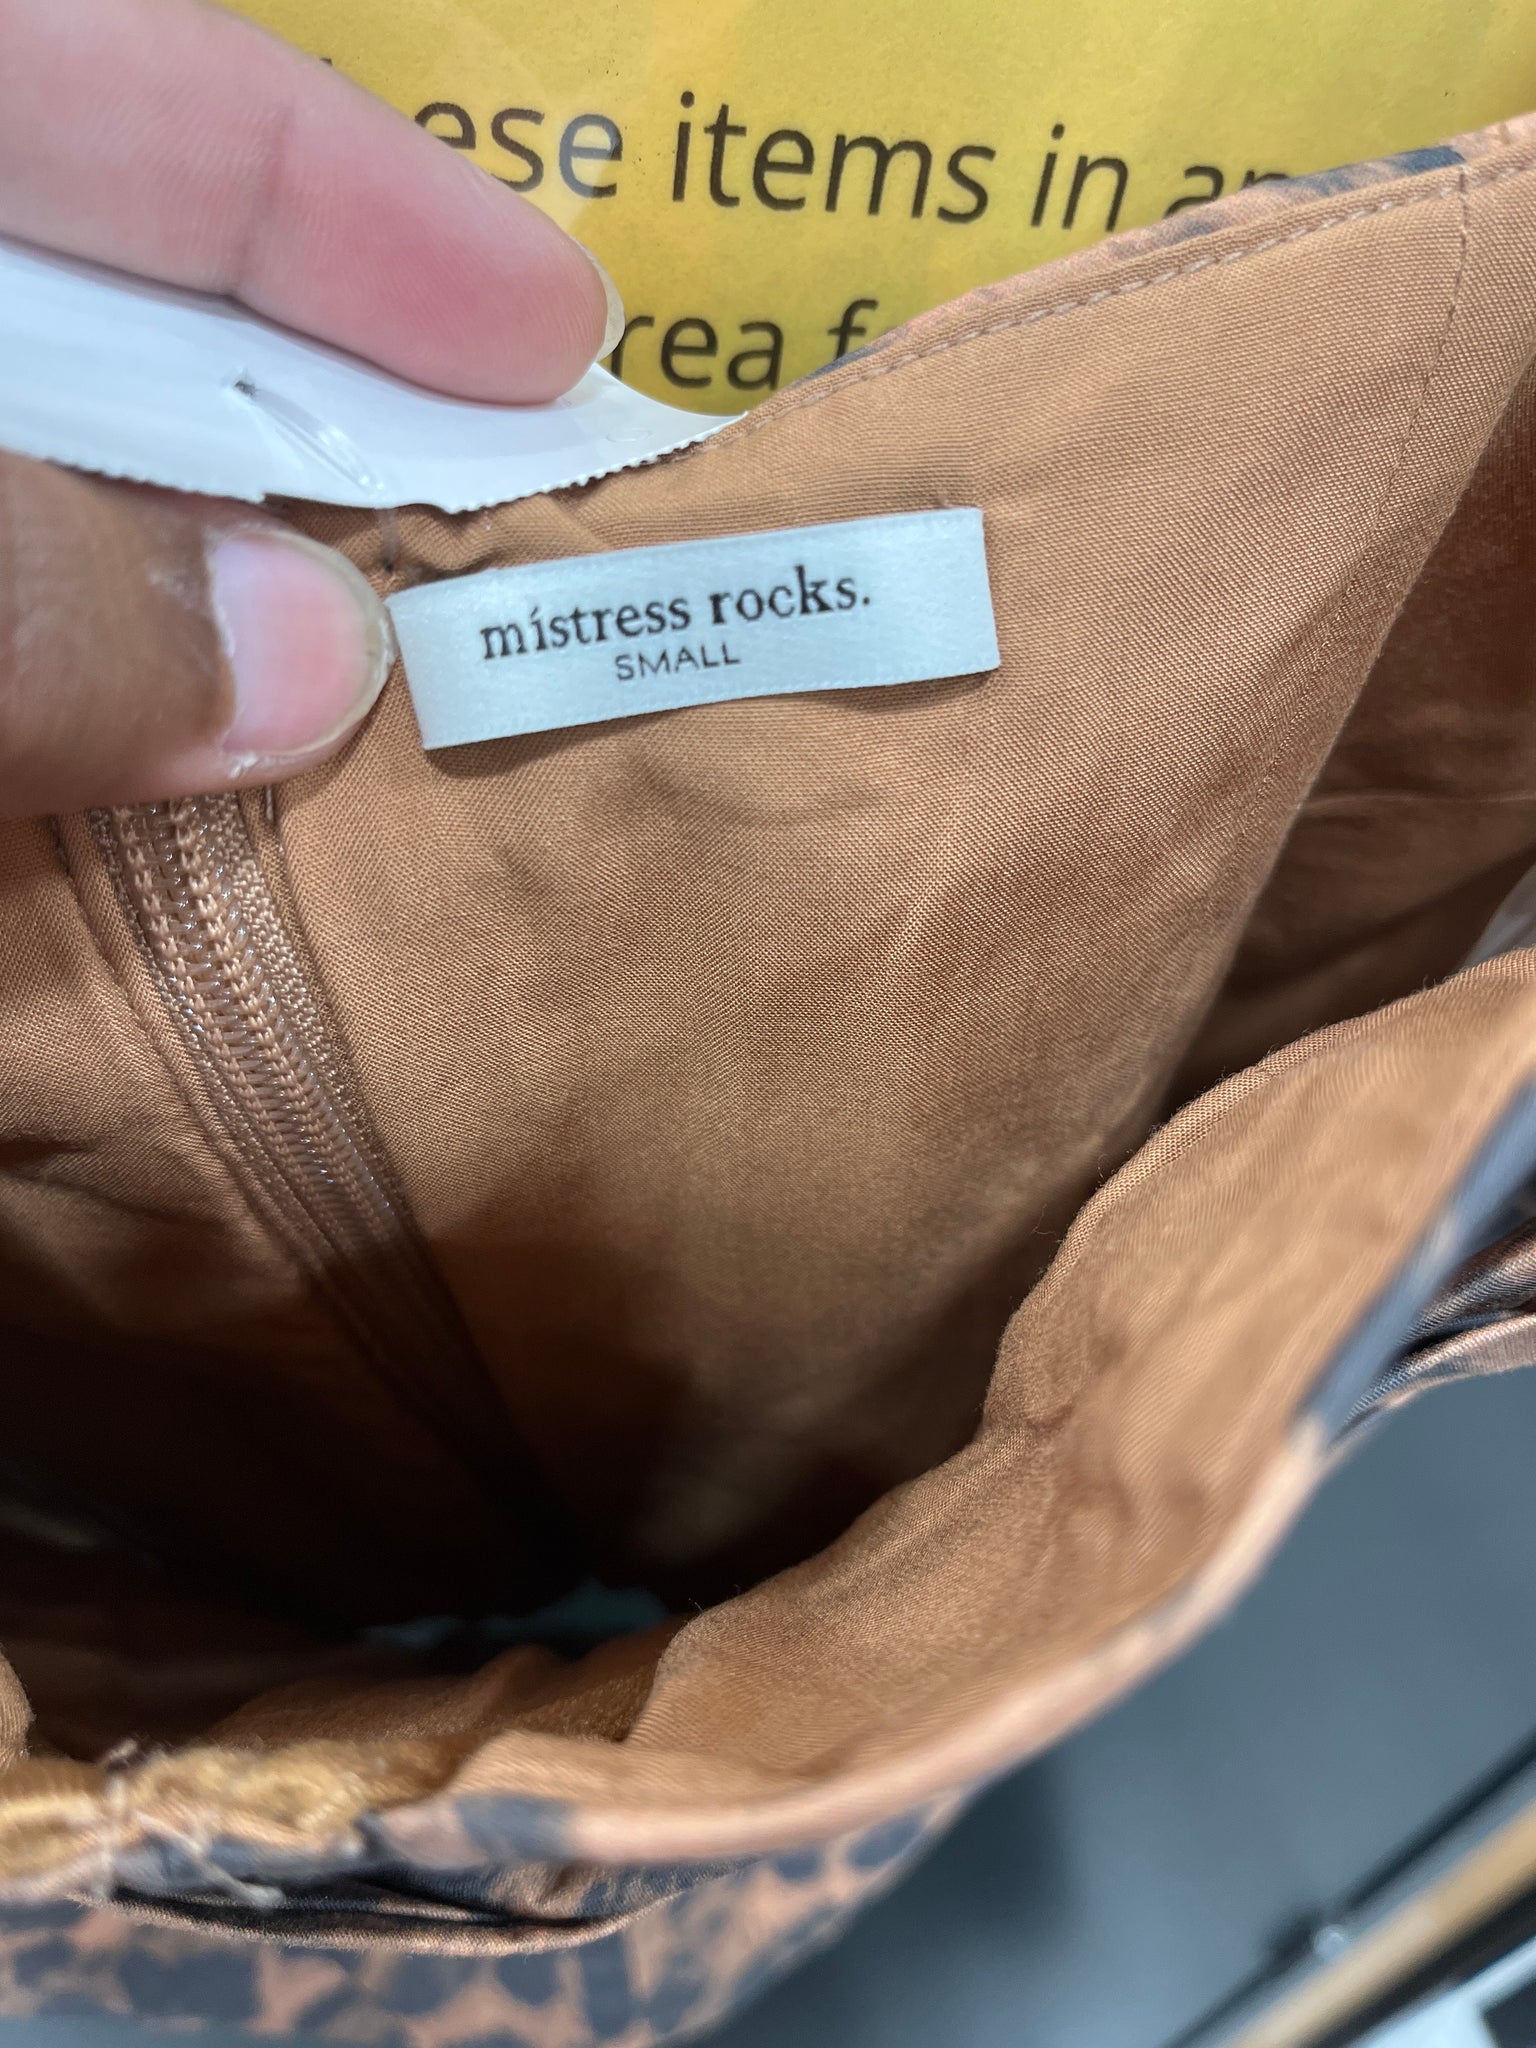 ese items in
rea
místress rocks.
SMALL